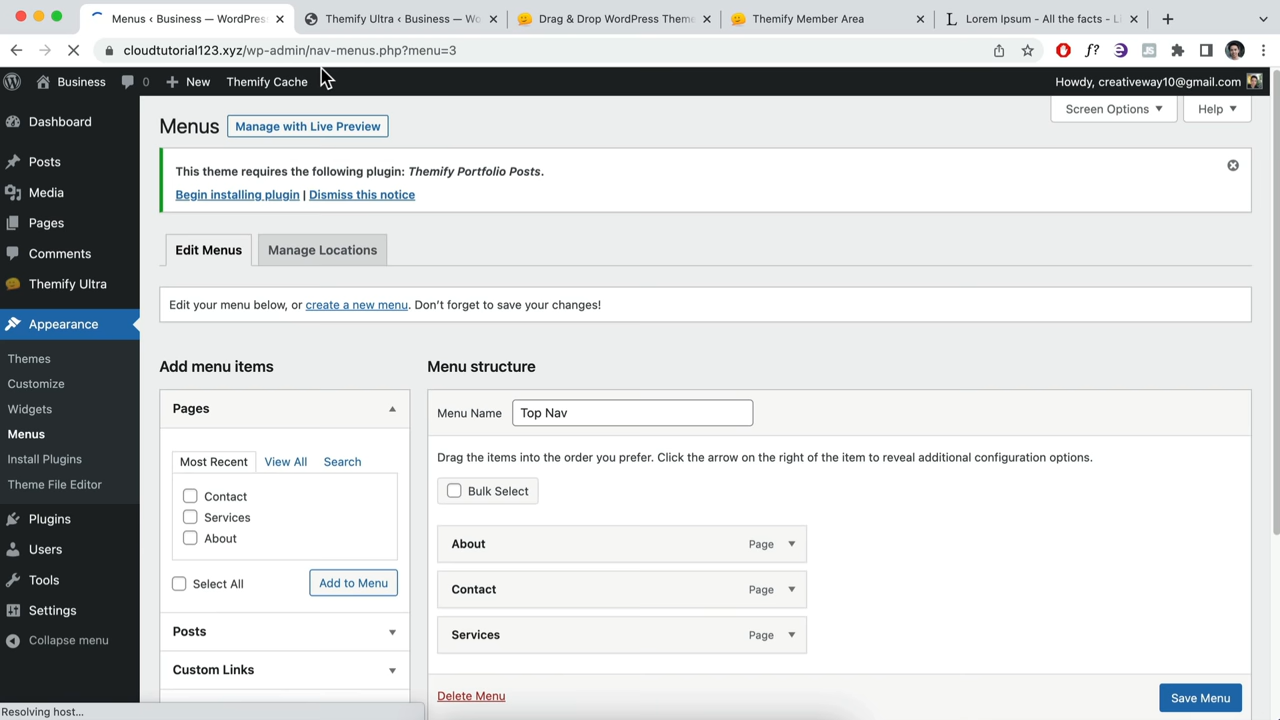 Menus ‹ Business — WordPress
Themify Ultra ‹ Business — Wo
Drag & Drop WordPress Theme
Themify Member Area
Lorem Ipsum - All the facts - Li
cloudtutorial123.xyz/wp-admin/nav-menus.php?menu=3
Business
0
New
Themify Cache
Howdy, creativeway10@gmail.com
Dashboard
Posts
Media
Pages
Comments
Themify Ultra
Appearance
Themes
Customize
Widgets
Menus
Install Plugins
Theme File Editor
Plugins
Users
Tools
Settings
Collapse menu
Screen Options
Help
Menus
Manage with Live Preview
This theme requires the following plugin: Themify Portfolio Posts.
Begin installing plugin | Dismiss this notice
Edit Menus
Manage Locations
Edit your menu below, or create a new menu. Don’t forget to save your changes!
Add menu items
Pages
Most Recent
View All
Search
Contact
Services
About
Select All
Add to Menu
Posts
Custom Links
Menu structure
Menu Name
Top Nav
Drag the items into the order you prefer. Click the arrow on the right of the item to reveal additional configuration options.
Bulk Select
About
Page
Contact
Page
Services
Page
Delete Menu
Save Menu
Resolving host...